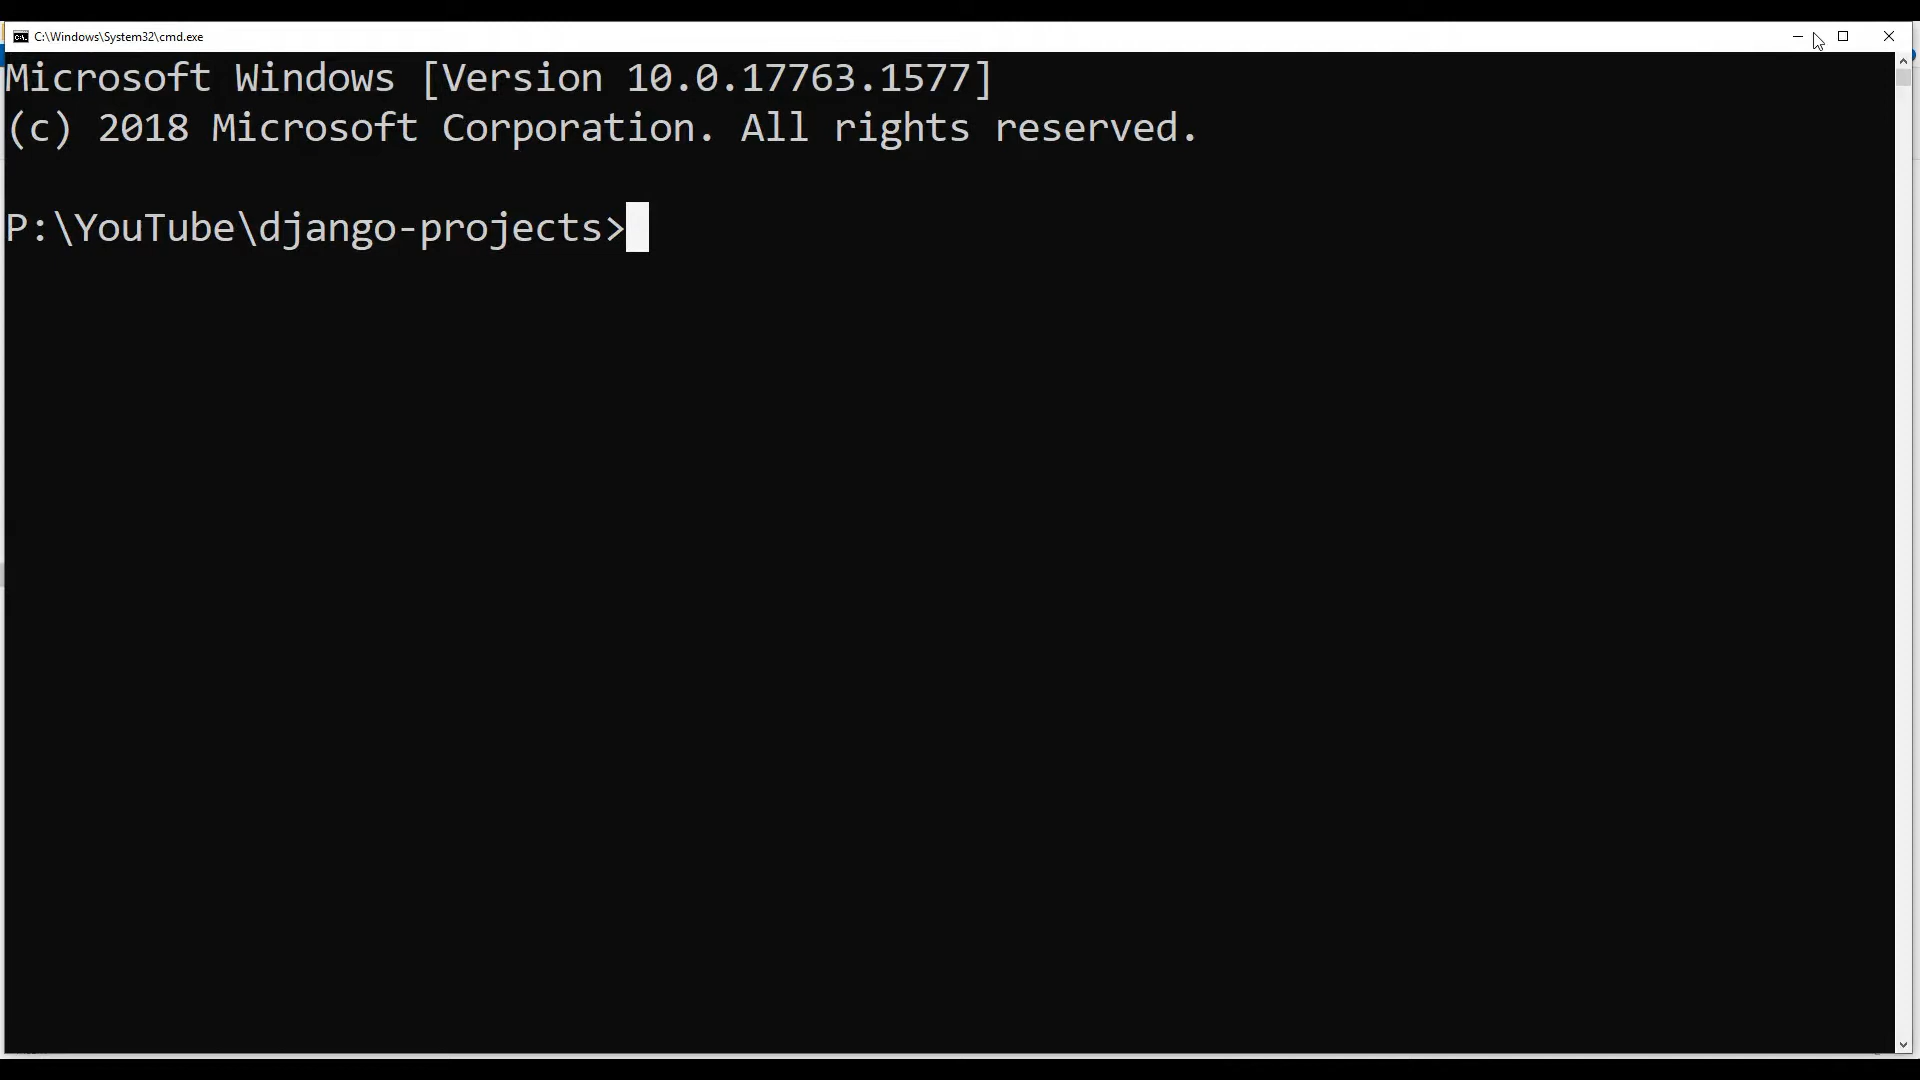 C:\Windows\System32\cmd.exe
Microsoft Windows [Version 10.0.17763.1577]
(c) 2018 Microsoft Corporation. All rights reserved.
P:\YouTube\django-projects>